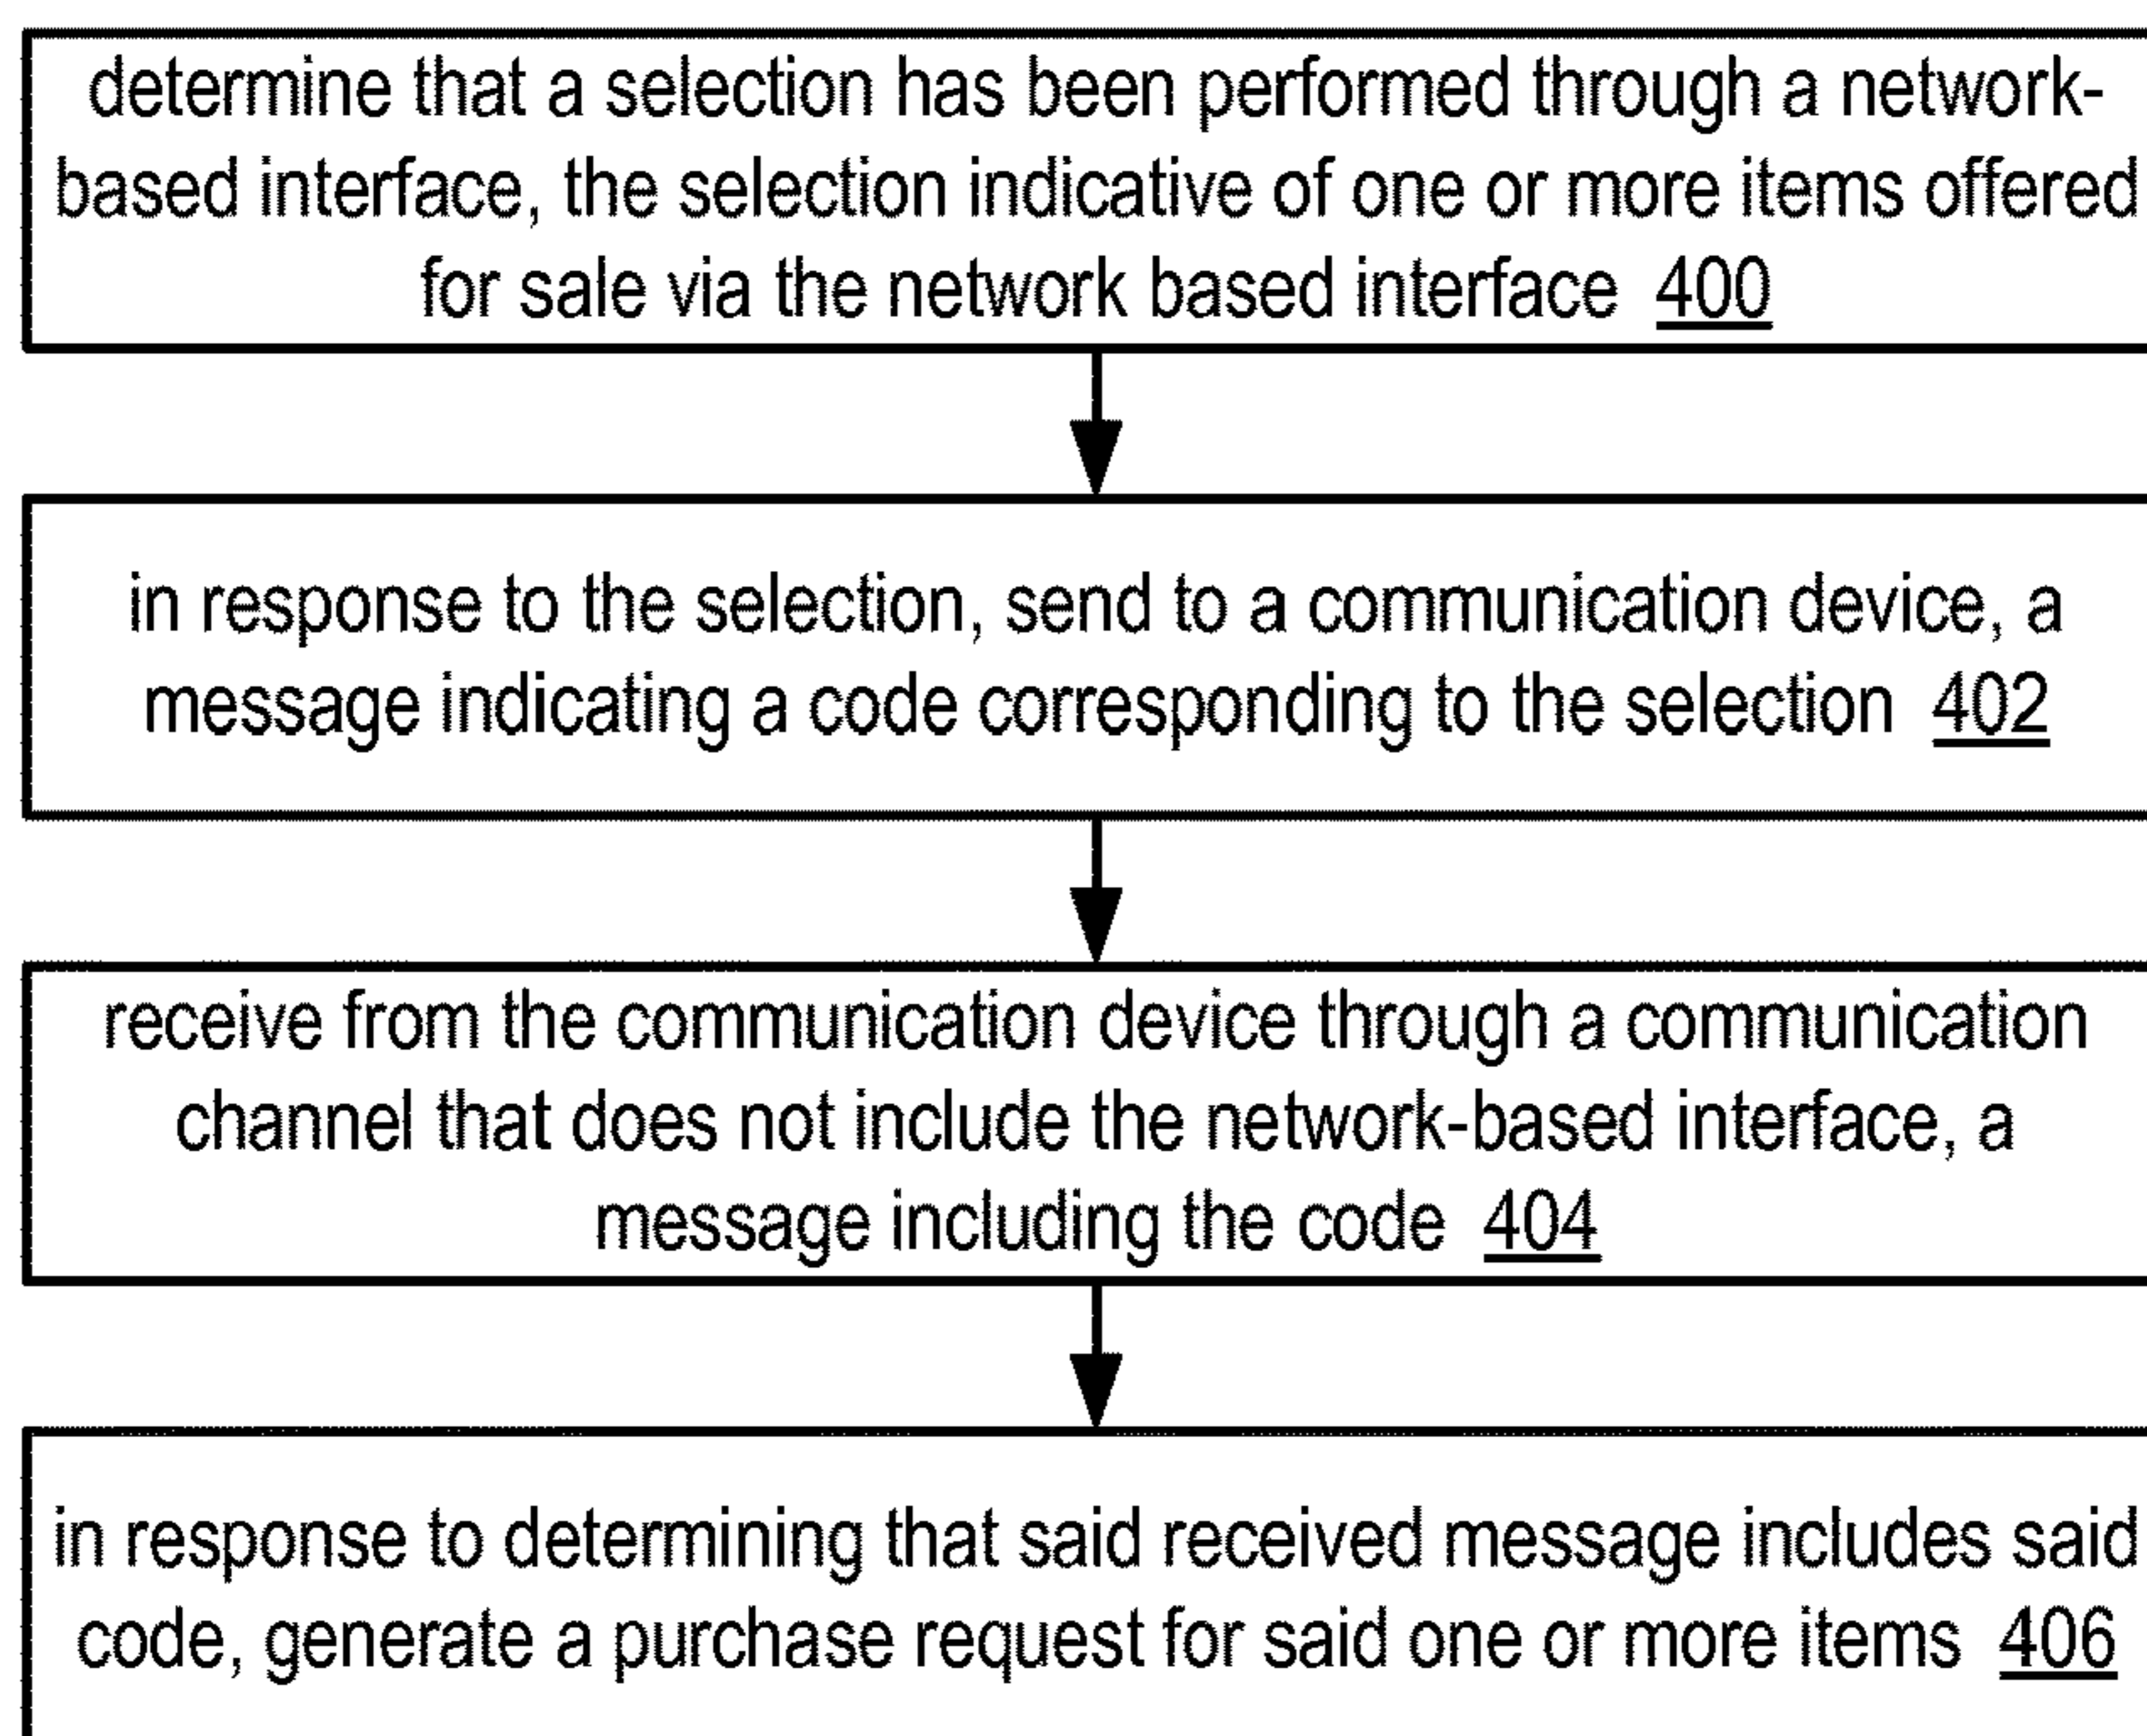 determine that a selection has been performed through a network-
based interface, the selection indicative of one or more items offered
for sale via the network based interface 400
in response to the selection, send to a communication device, a
message indicating a code corresponding to the selection 402
receive from the communication device through a communication
channel that does not include the network-based interface, a
message including the code 404
in response to determining that said received message includes said
code, generate a purchase request for said one or more items 406